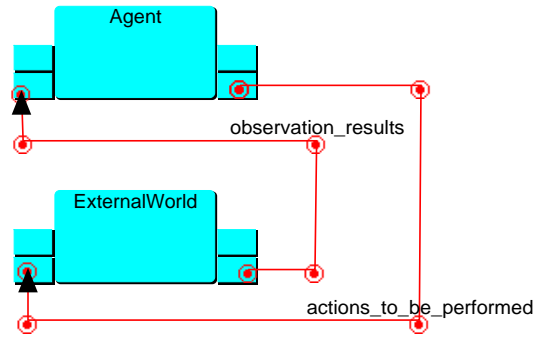 Agent
observation_results
ExternalWorld
actions_to_be_performed